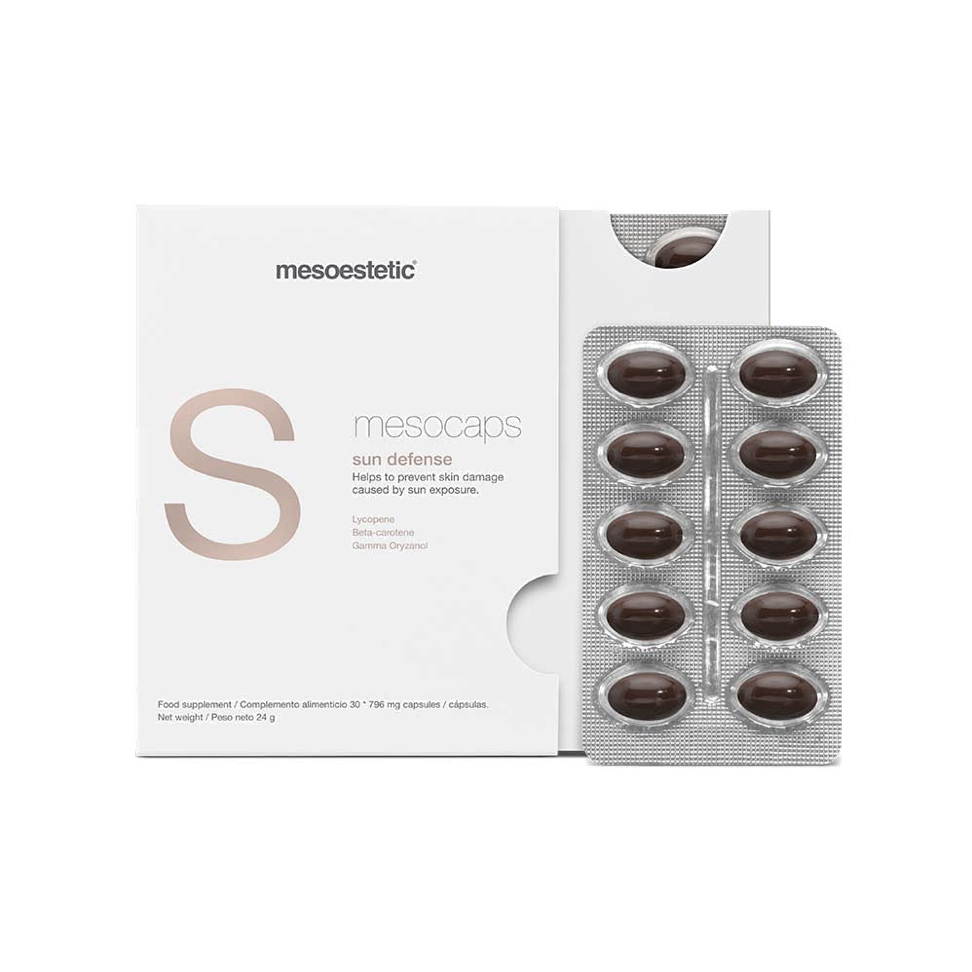 mesoestetic®
S
mesocaps
sun defense
Helps to prevent skin damage
caused by sun exposure.
Lycopene
Beta-carotene
Gamma Oryzanol
Food supplement / Complemento alimenticio 30 * 796 mg capsules / cápsulas.
Net weight / Peso neto 24 g